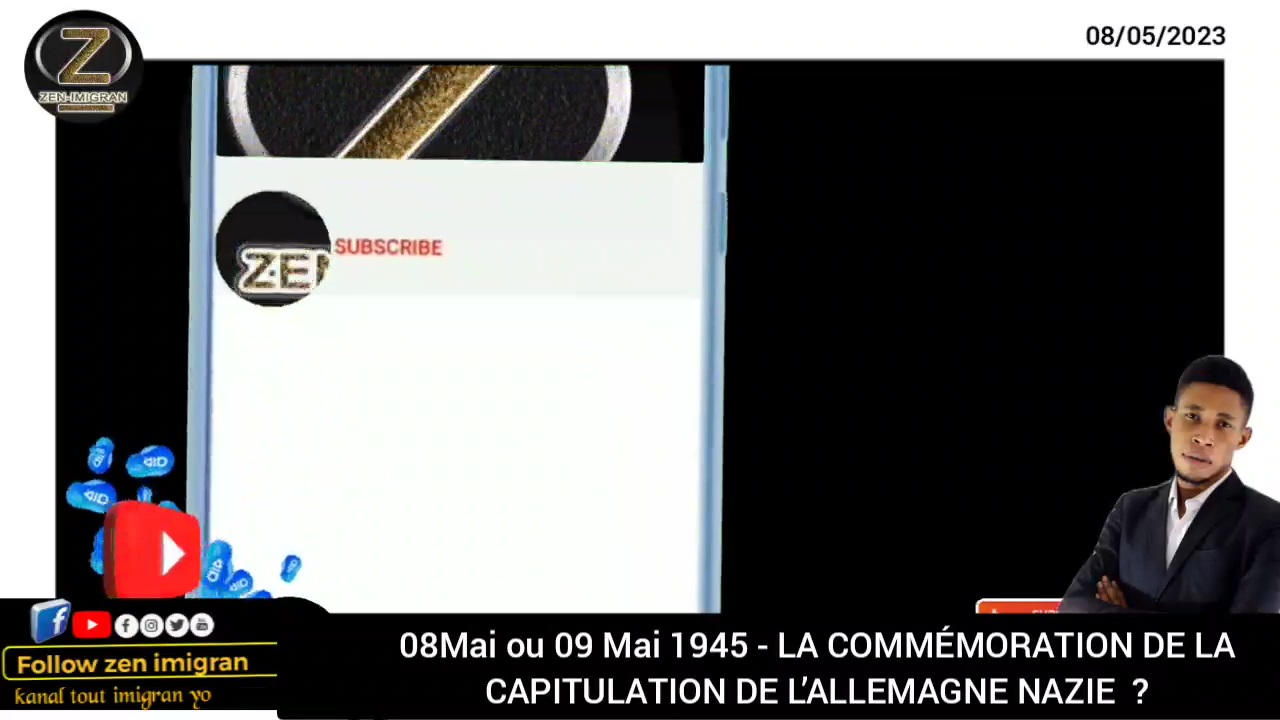 08/05/2023
Z
ZEN-IMIGRAN
ZEN
SUBSCRIBE
Follow zen imigran
kanal tout imigran yo
08Mai ou 09 Mai 1945 - LA COMMÉMORATION DE LA
CAPITULATION DE L’ALLEMAGNE NAZIE ?